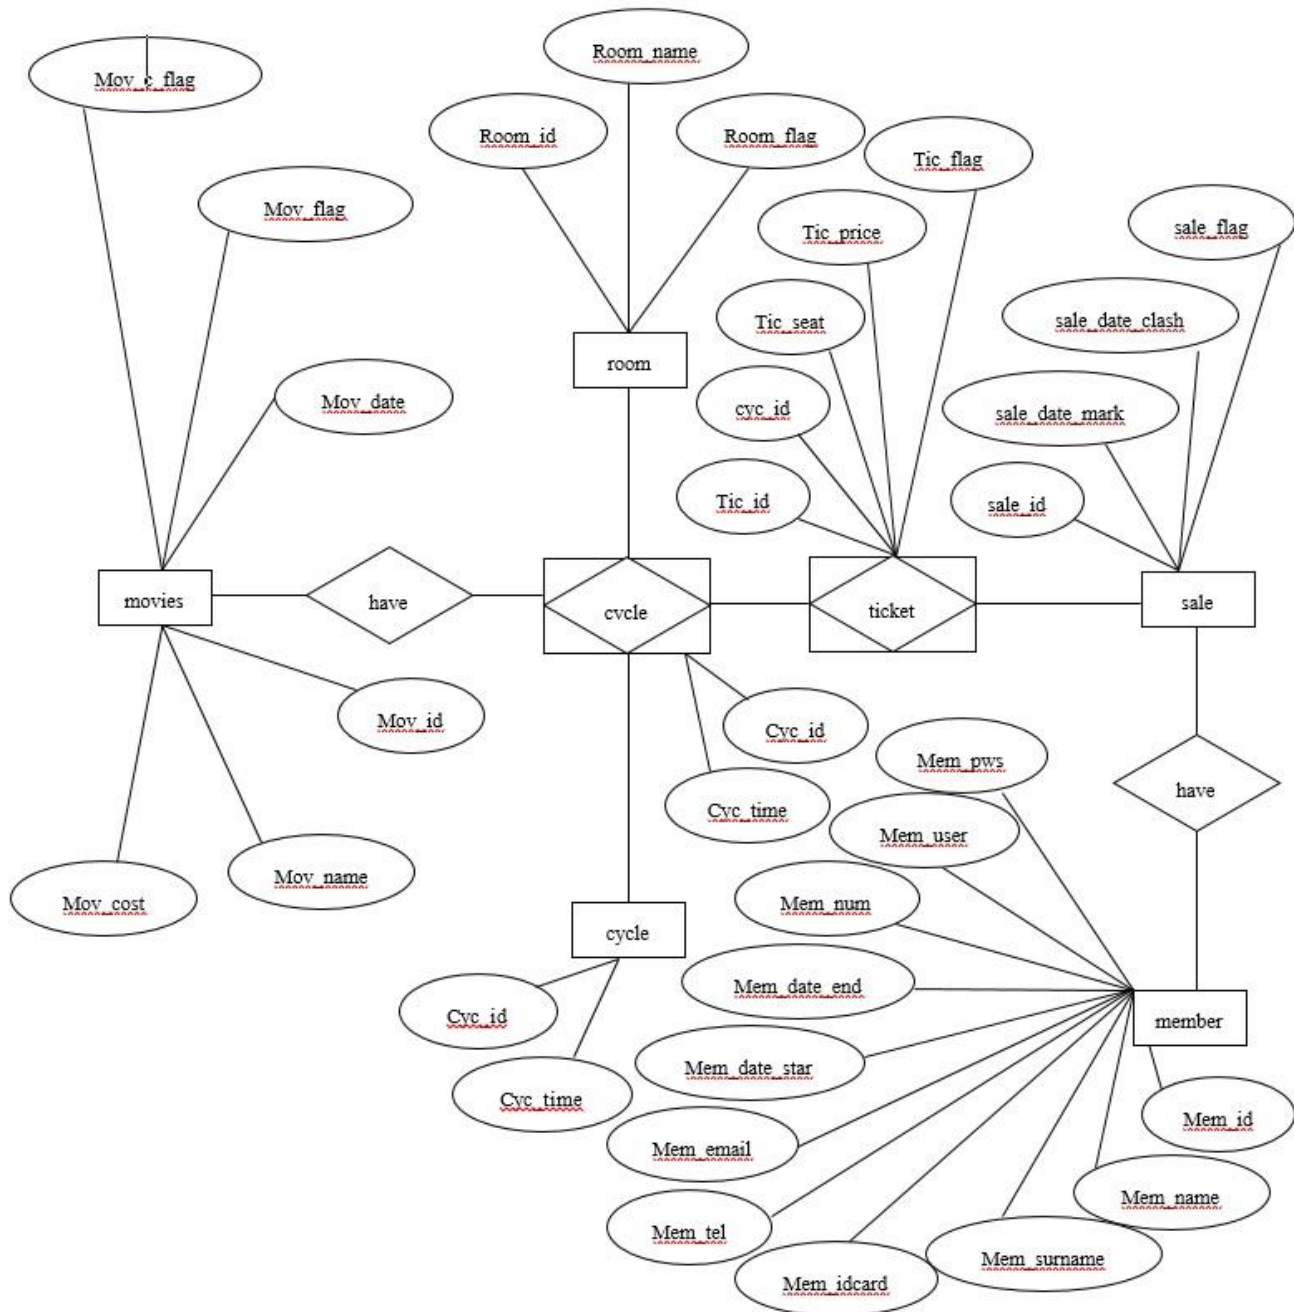 Room_name
Mov_c_flag
Room_id
Room_flag
Tic_flag
Mov_flag
Tic_price
sale_flag
Tic_seat
sale_date_clash
room
Mov_date
cyc_id
sale_date_mark
Tic_id
sale_id
movies
have
cycle
ticket
sale
Mov_id
Cyc_id
Mem_pws
have
Cyc_time
Mem_user
Mov_name
Mov_cost
Mem_num
cycle
Mem_date_end
Cyc_id
member
Mem_date_star
Cyc_time
Mem_id
Mem_email
Mem_name
Mem_tel
Mem_surname
Mem_idcard